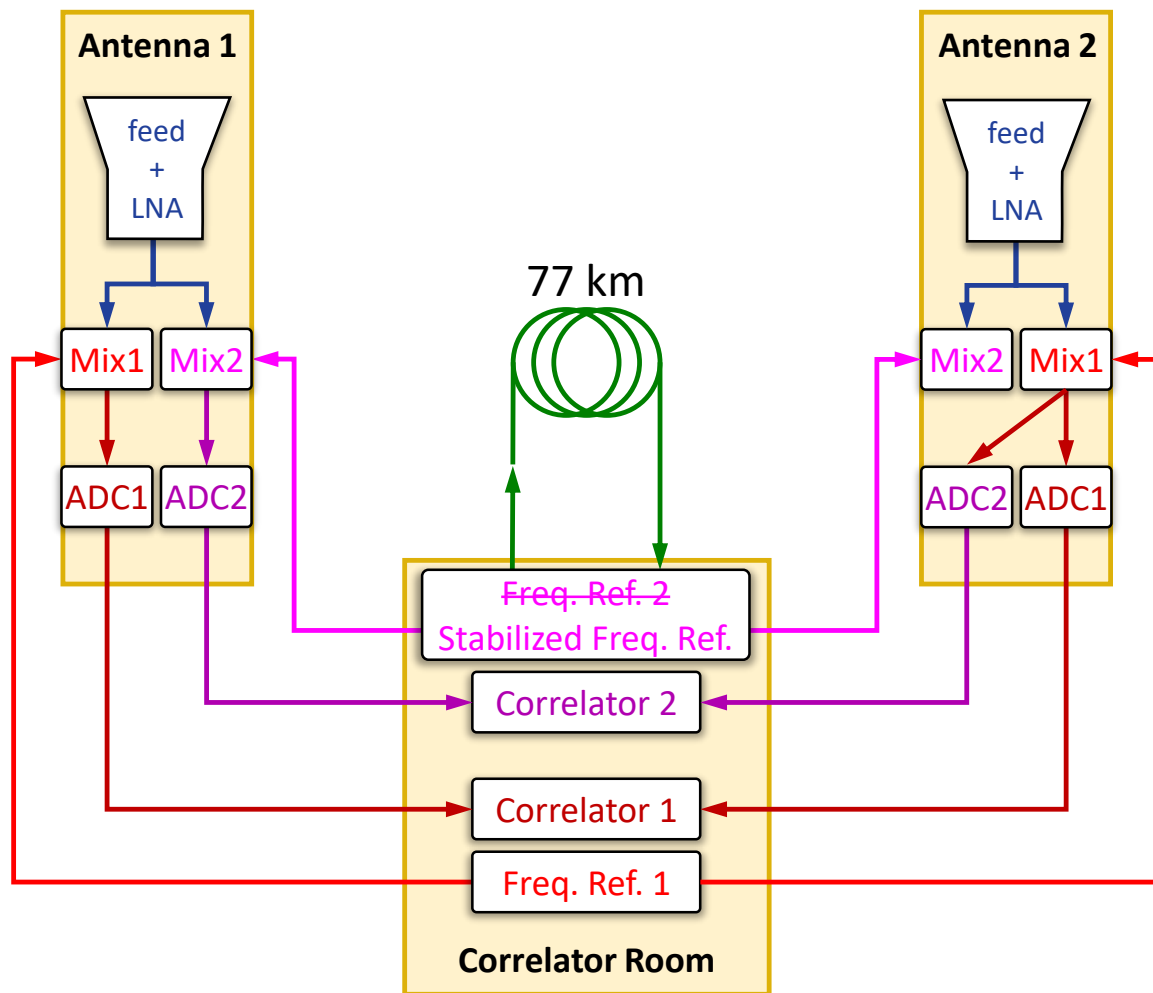 Antenna 1
Antenna 2
feed
+
LNA
feed
+
LNA
77 km
Mix1
Mix2
Mix2
Mix1
ADC1
ADC2
ADC2
ADC1
Freq. Ref. 2
Stabilized Freq. Ref.
Correlator 2
Correlator 1
Freq. Ref. 1
Correlator Room